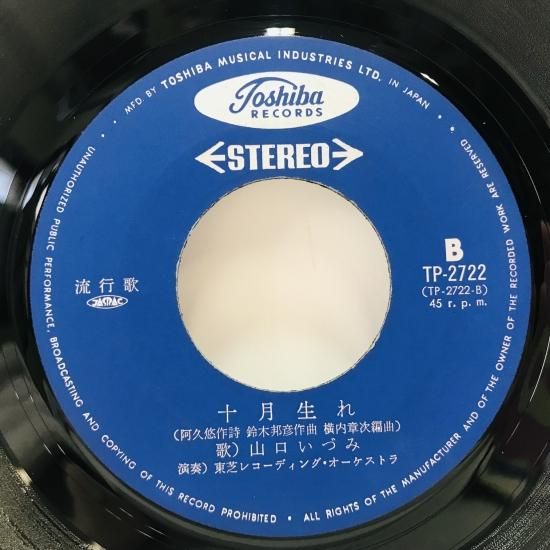 MFD. BY TOSHIBA MUSICAL INDUSTRIES LTD. IN JAPAN
Toshiba
RECORDS
STEREO
B
TP-2722
(TP-2722-B)
45 r. p. m.
流行歌
JASRAC
十月生れ
(阿久悠作詩 鈴木邦彦作曲 横内章次編曲)
歌) 山口いづみ
演奏) 東芝レコーディング・オーケストラ
UNAUTHORIZED PUBLIC PERFORMANCE, BROADCASTING AND COPYING OF THIS RECORD PROHIBITED • ALL RIGHTS OF THE MANUFACTURER AND OF THE OWNER OF THE RECORDED WORK ARE RESERVED